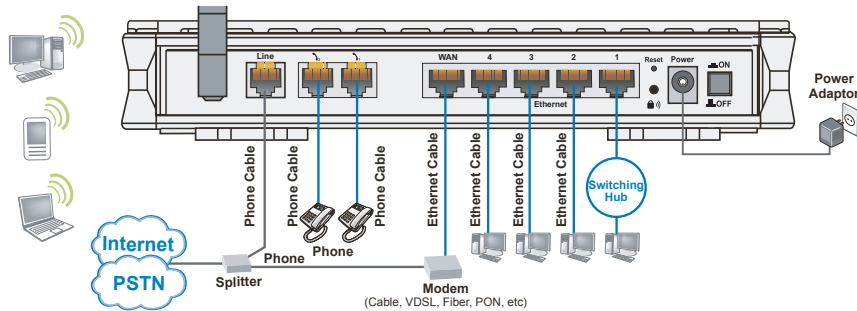 Line
WAN
4
3
2
1
Reset
Power
ON
OFF
Ethernet
Power
Adaptor
Phone Cable
Phone Cable
Phone Cable
Ethernet Cable
Ethernet Cable
Ethernet Cable
Ethernet Cable
Switching
Hub
Internet
PSTN
Splitter
Phone
Phone
Modem
(Cable, VDSL, Fiber, PON, etc)